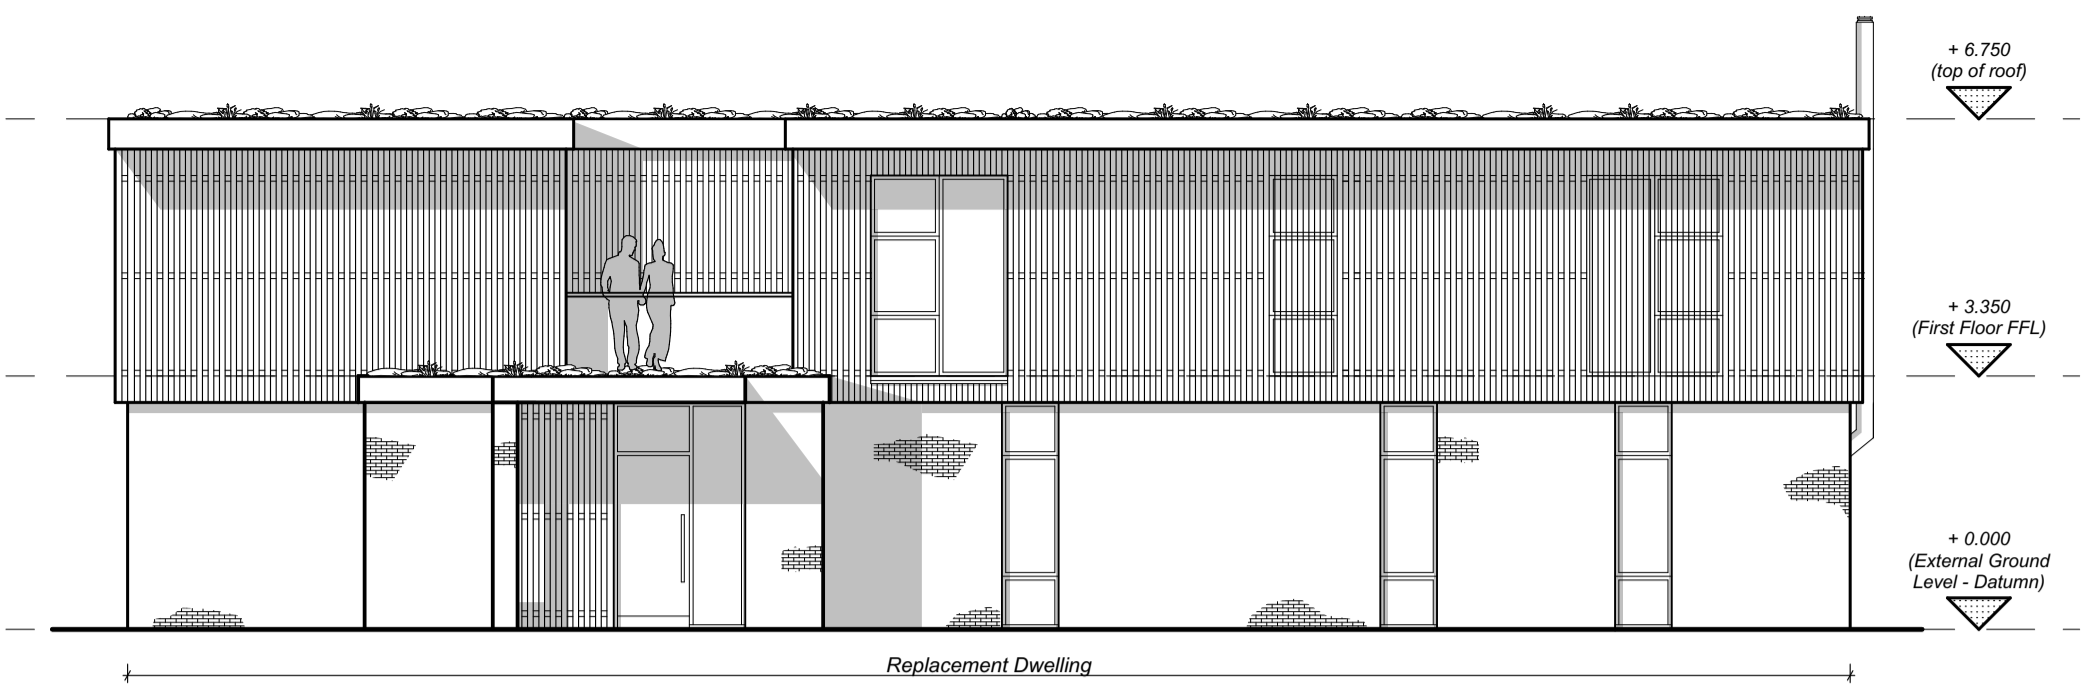 + 6.750
(top of roof)
+ 3.350
(First Floor FFL)
+ 0.000
(External Ground
Level - Datumn)
Replacement Dwelling